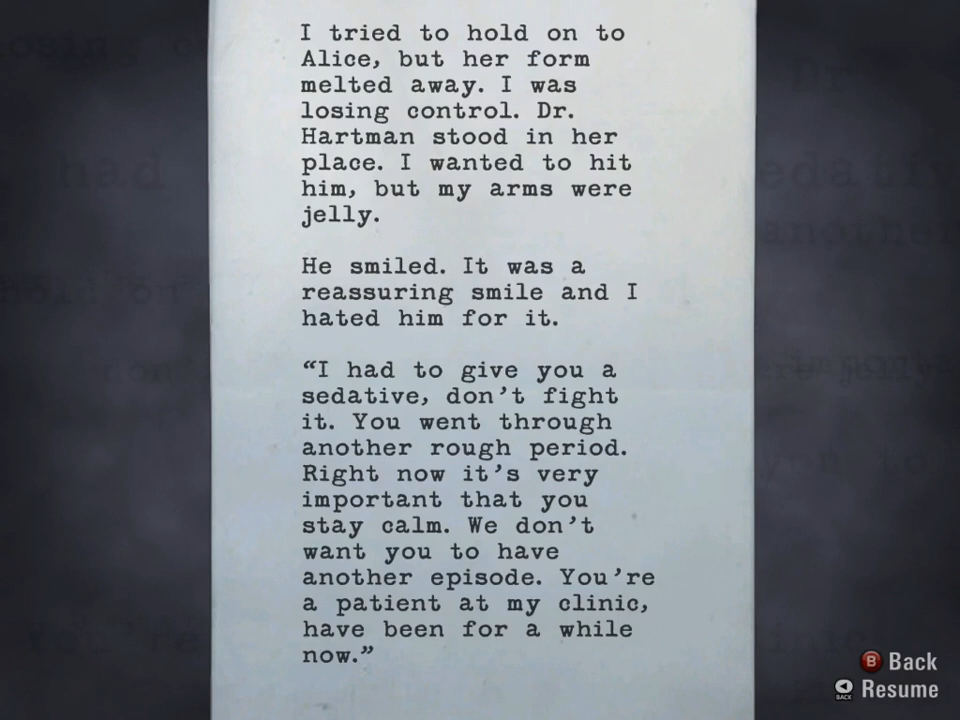 I tried to hold on to
Alice, but her form
melted away. I was
losing control. Dr.
Hartman stood in her
place. I wanted to hit
him, but my arms were
jelly.
He smiled. It was a
reassuring smile and I
hated him for it.
“I had to give you a
sedative, don’t fight
it. You went through
another rough period.
Right now it’s very
important that you
stay calm. We don’t
want you to have
another episode. You’re
a patient at my clinic,
have been for a while
now.”
B Back
BACK Resume